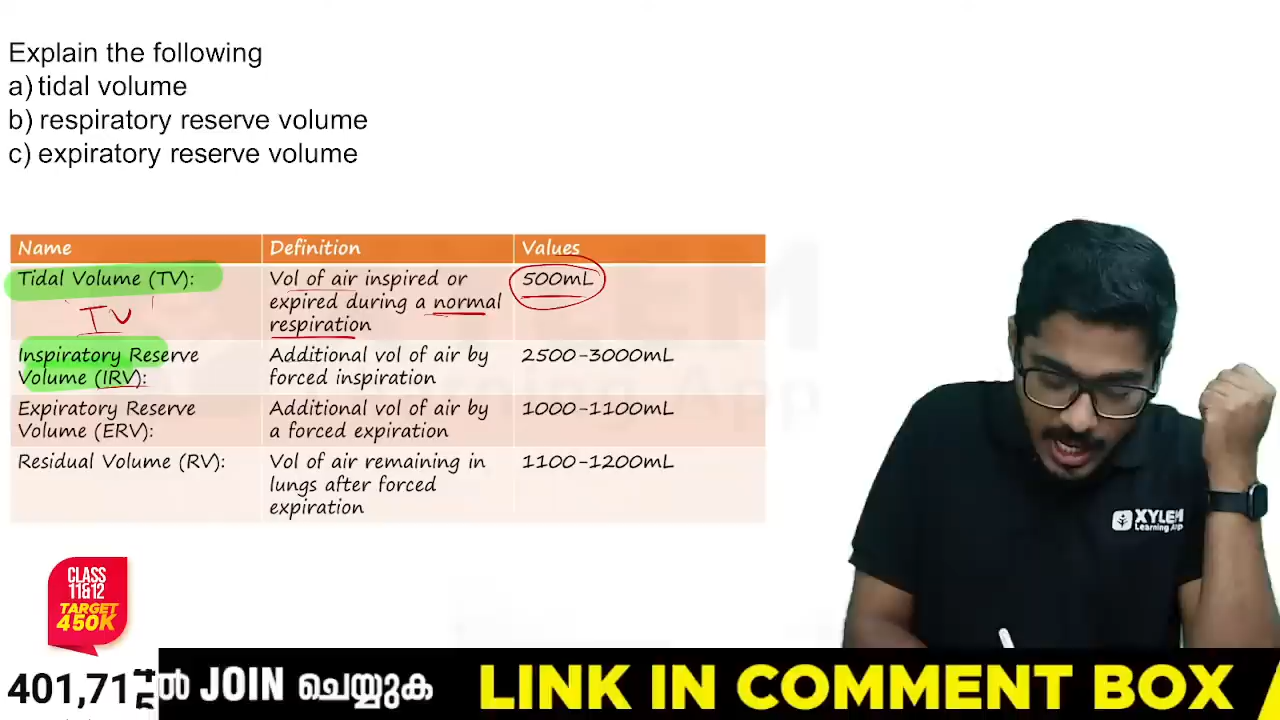 Explain the following
a) tidal volume
b) respiratory reserve volume
c) expiratory reserve volume
Name Definition Values
Tidal Volume (TV): Vol of air inspired or 500mL
expired during a normal
respiration
TV
Inspiratory Reserve Additional vol of air by 2500-3000mL
Volume (IRV): forced inspiration
Expiratory Reserve Additional vol of air by 1000-1100mL
Volume (ERV): a forced expiration
Residual Volume (RV): Vol of air remaining in 1100-1200mL
lungs after forced
expiration
XYLEM
Learning App
CLASS
11&12
TARGET
450K
401,71
ൽ JOIN ചെയ്യുക LINK IN COMMENT BOX